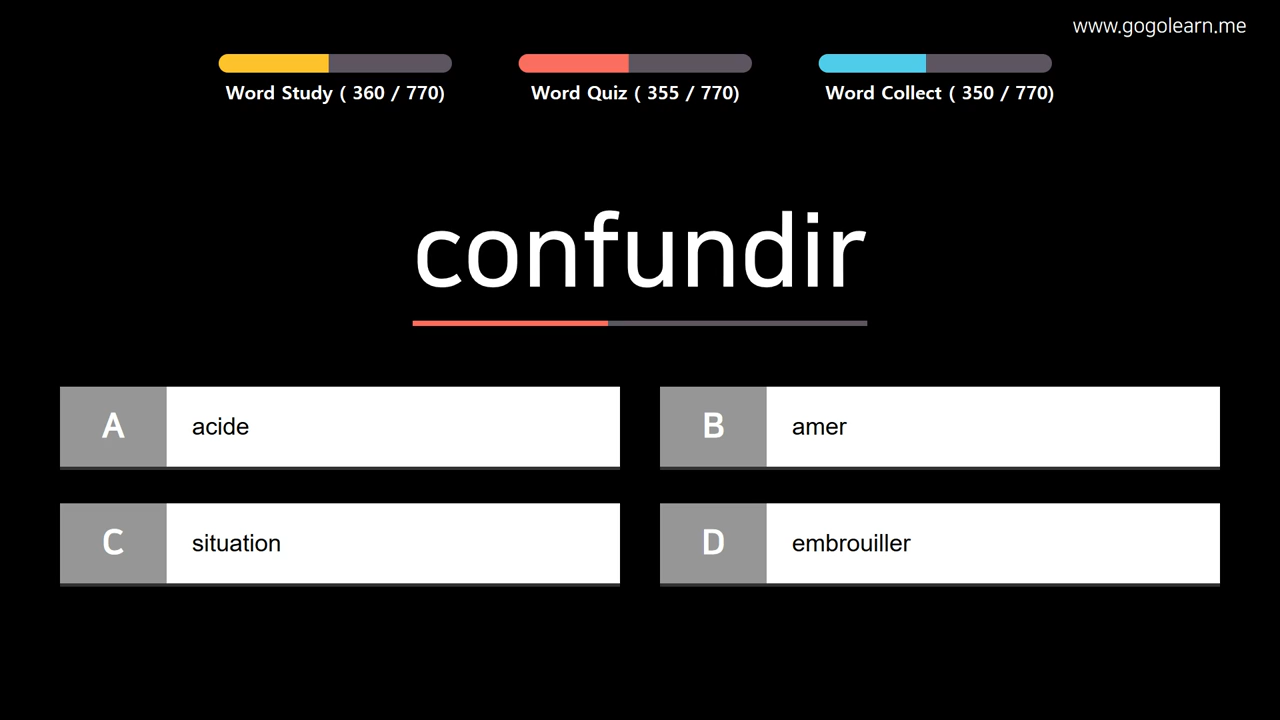 www.gogolearn.me
Word Study ( 360 / 770)
Word Quiz ( 355 / 770)
Word Collect ( 350 / 770)
confundir
A acide
B amer
C situation
D embrouiller